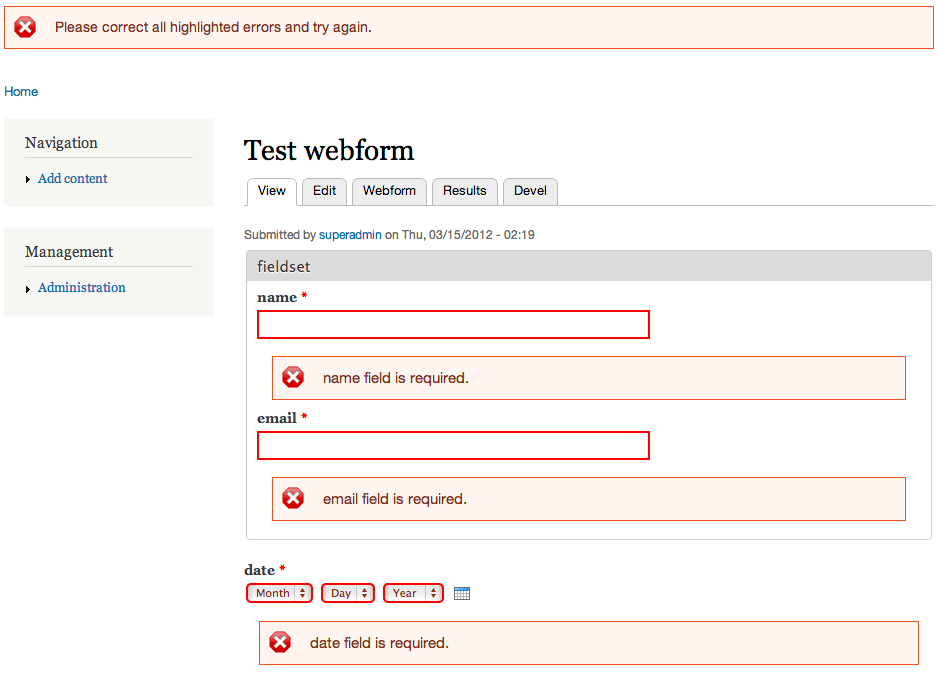 Please correct all highlighted errors and try again.
Home
Navigation
Add content
Management
Administration
Test webform
View Edit Webform Results Devel
Submitted by superadmin on Thu, 03/15/2012 - 02:19
fieldset
name *
name field is required.
email *
email field is required.
date *
Month Day Year
date field is required.